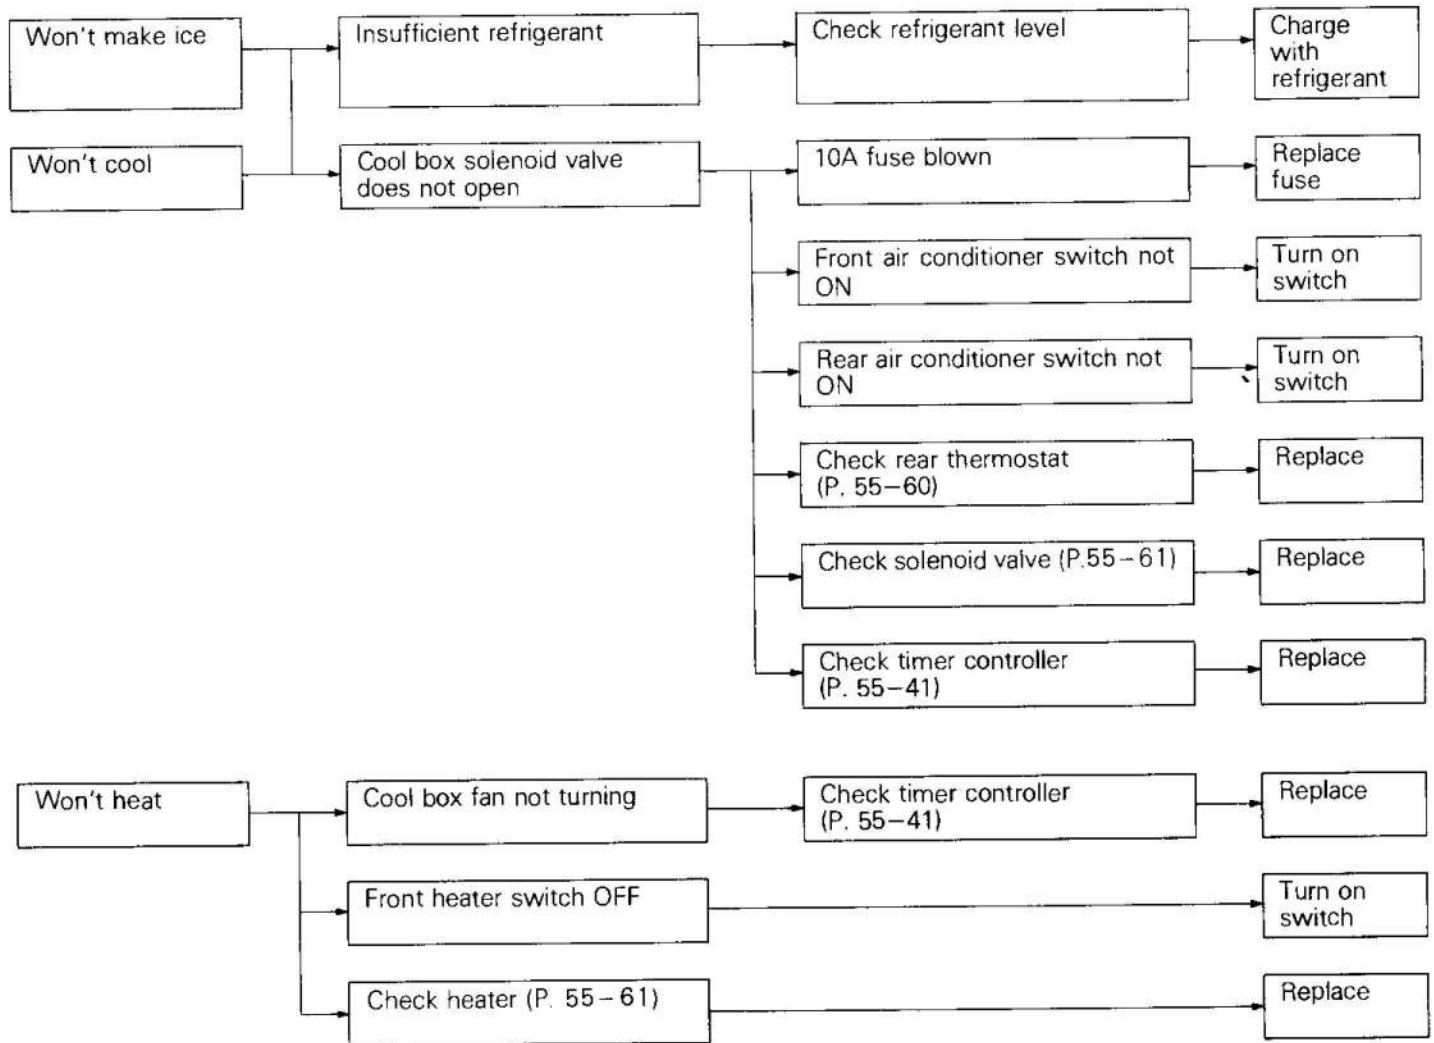 Won't make ice
Insufficient refrigerant
Check refrigerant level
Charge
with
refrigerant
Won't cool
Cool box solenoid valve
does not open
10A fuse blown
Replace
fuse
Front air conditioner switch not
ON
Turn on
switch
Rear air conditioner switch not
ON
Turn on
switch
Check rear thermostat
(P. 55–60)
Replace
Check solenoid valve (P.55–61)
Replace
Check timer controller
(P. 55–41)
Replace
Won't heat
Cool box fan not turning
Check timer controller
(P. 55–41)
Replace
Front heater switch OFF
Turn on
switch
Check heater (P. 55–61)
Replace